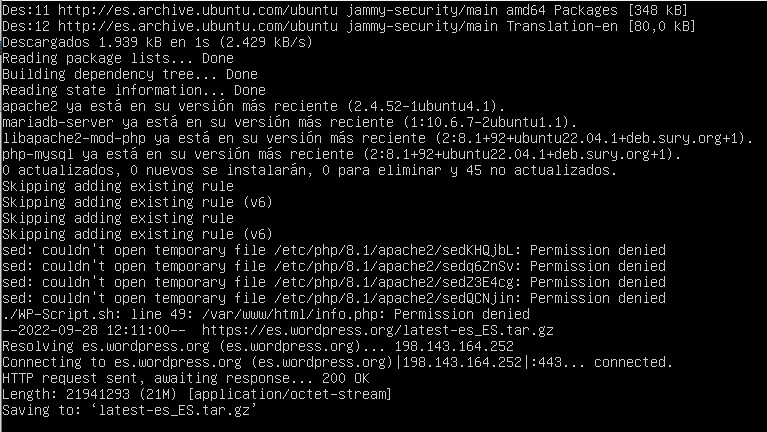 Des:11 http://es.archive.ubuntu.com/ubuntu jammy-security/main amd64 Packages [348 kB]
Des:12 http://es.archive.ubuntu.com/ubuntu jammy-security/main Translation-en [80,0 kB]
Descargados 1.939 kB en 1s (2.429 kB/s)
Reading package lists... Done
Building dependency tree... Done
Reading state information... Done
apache2 ya está en su versión más reciente (2.4.52-1ubuntu4.1).
mariadb-server ya está en su versión más reciente (1:10.6.7-2ubuntu1.1).
libapache2-mod-php ya está en su versión más reciente (2:8.1+92+ubuntu22.04.1+deb.sury.org+1).
php-mysql ya está en su versión más reciente (2:8.1+92+ubuntu22.04.1+deb.sury.org+1).
0 actualizados, 0 nuevos se instalarán, 0 para eliminar y 45 no actualizados.
Skipping adding existing rule
Skipping adding existing rule (v6)
Skipping adding existing rule
Skipping adding existing rule (v6)
sed: couldn't open temporary file /etc/php/8.1/apache2/sedKHQjbL: Permission denied
sed: couldn't open temporary file /etc/php/8.1/apache2/sedq6ZnSv: Permission denied
sed: couldn't open temporary file /etc/php/8.1/apache2/sedZ3E4cg: Permission denied
sed: couldn't open temporary file /etc/php/8.1/apache2/sedQCNjin: Permission denied
./WP-Script.sh: line 49: /var/www/html/info.php: Permission denied
--2022-09-28 12:11:00--  https://es.wordpress.org/latest-es_ES.tar.gz
Resolving es.wordpress.org (es.wordpress.org)... 198.143.164.252
Connecting to es.wordpress.org (es.wordpress.org)|198.143.164.252|:443... connected.
HTTP request sent, awaiting response... 200 OK
Length: 21941293 (21M) [application/octet-stream]
Saving to: ‘latest-es_ES.tar.gz’